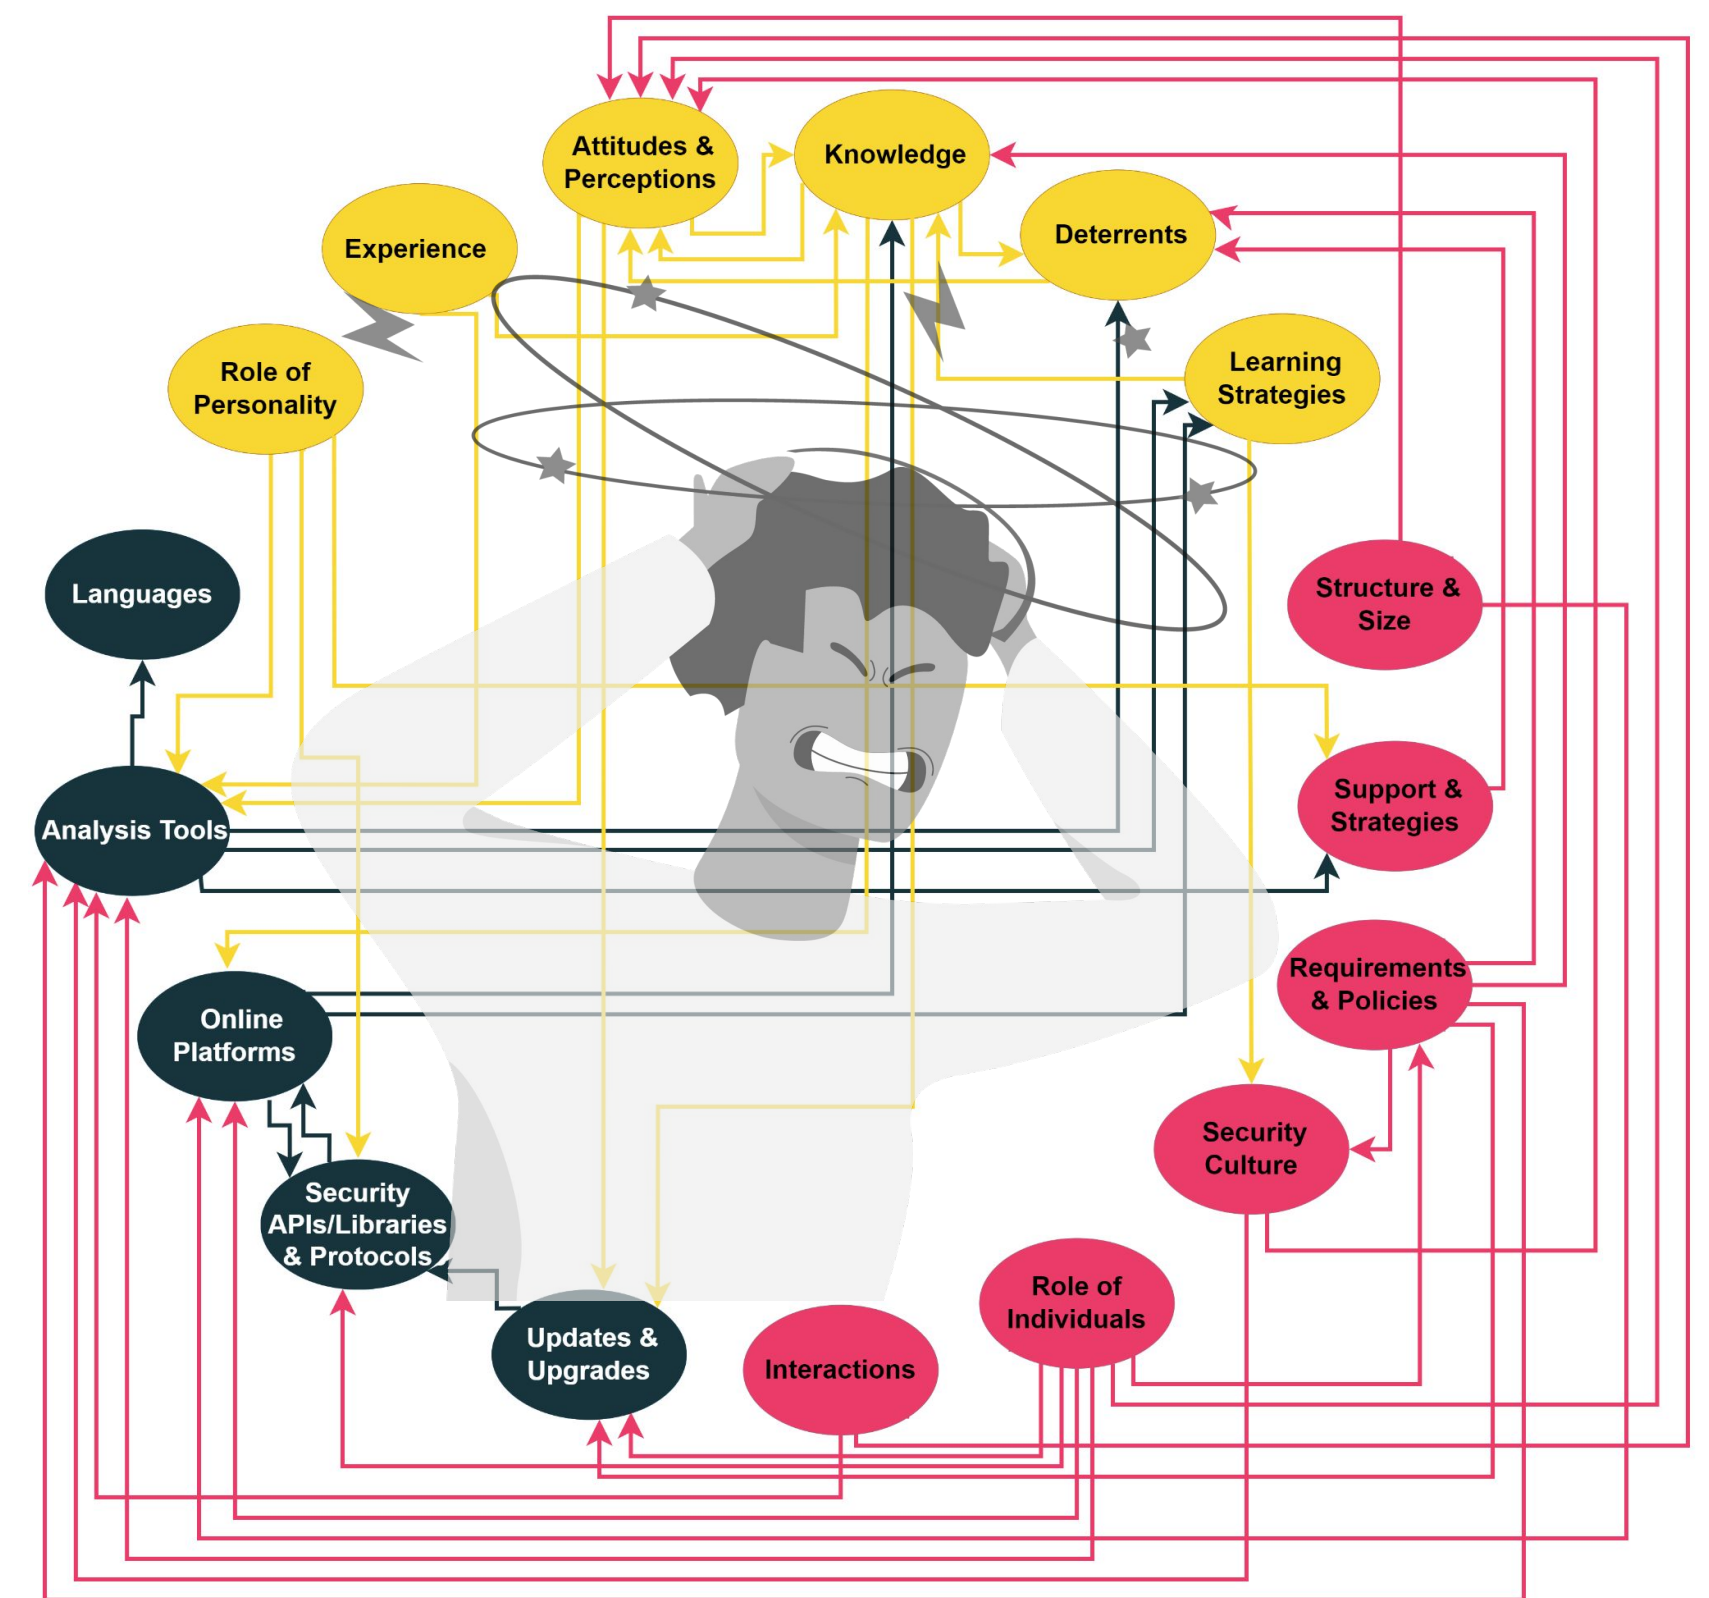 Attitudes &
Perceptions
Knowledge
Deterrents
Experience
Learning
Strategies
Role of
Personality
Languages
Structure &
Size
Support &
Strategies
Analysis Tools
Requirements
& Policies
Online
Platforms
Security
Culture
Security
APIs/Libraries
& Protocols
Role of
Individuals
Updates &
Upgrades
Interactions